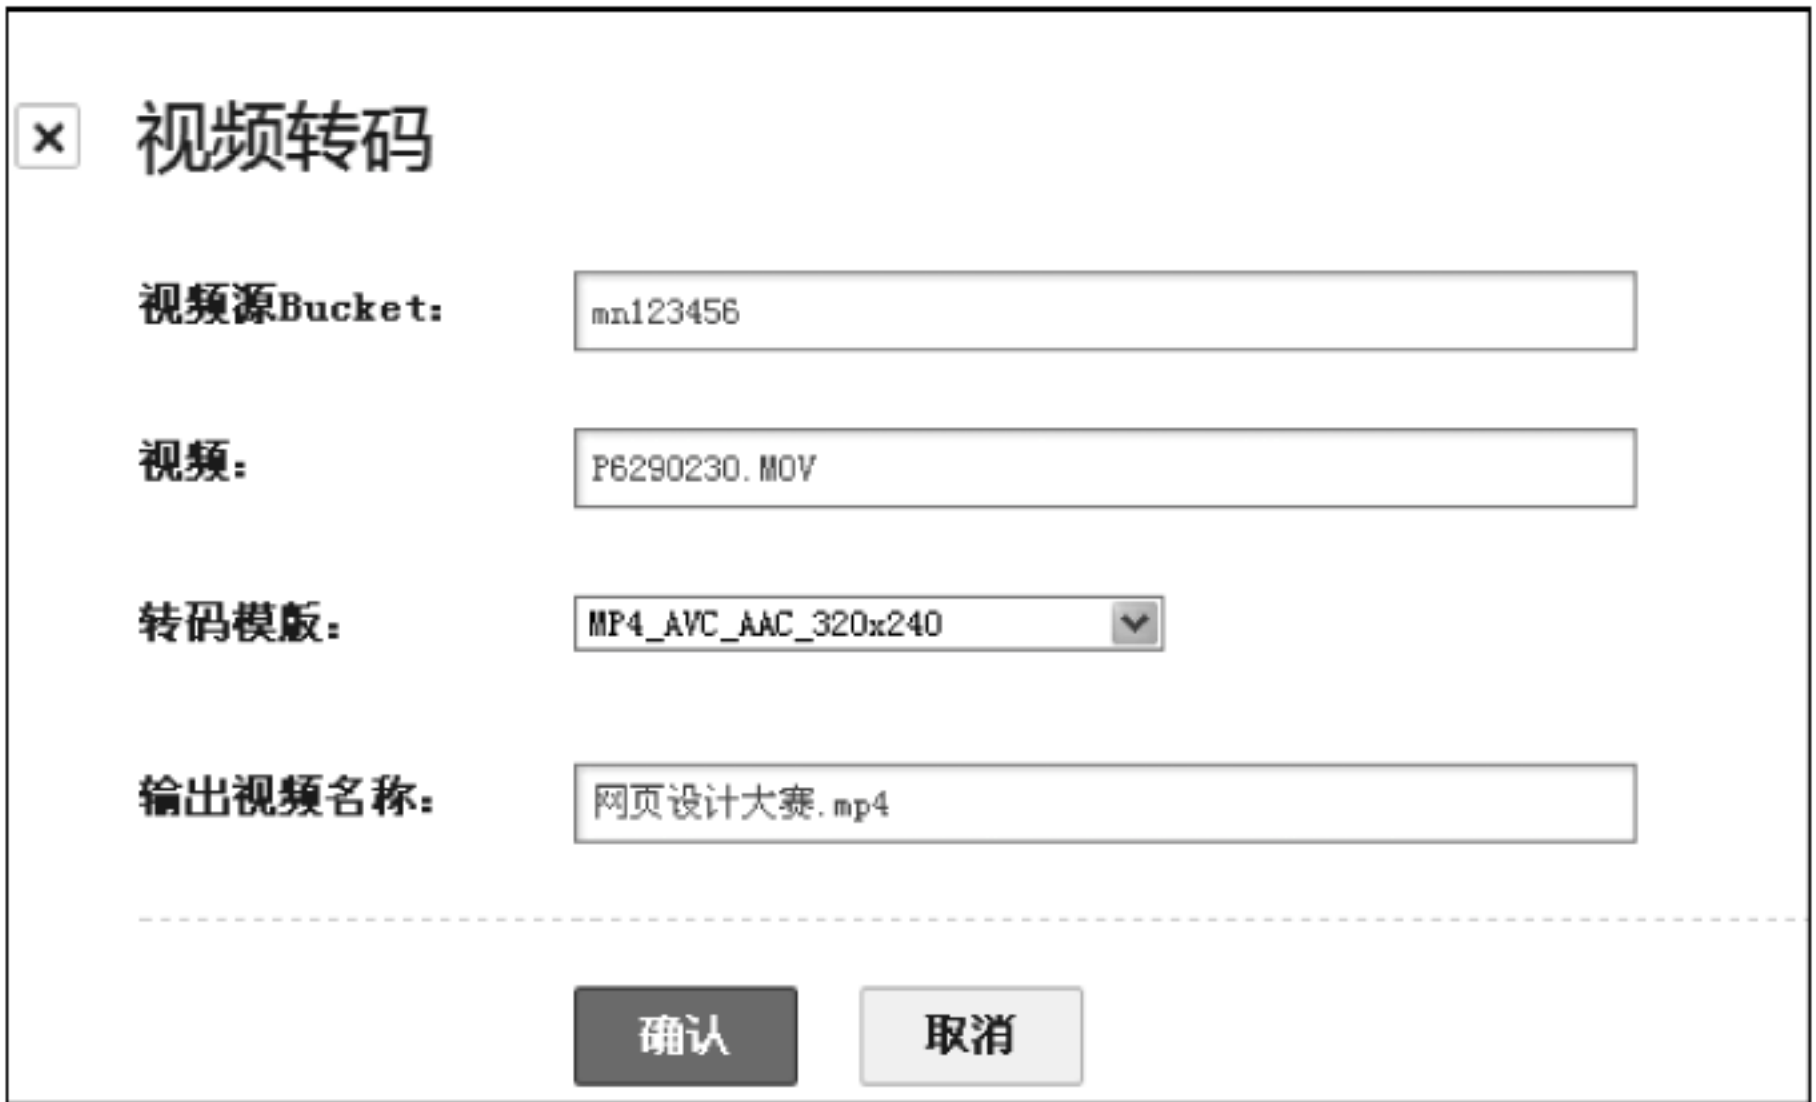 视频转码
视频源Bucket: mn123456
视频: P6290230.MOV
转码模版: MP4_AVC_AAC_320x240
输出视频名称: 网页设计大赛.mp4
确认 取消